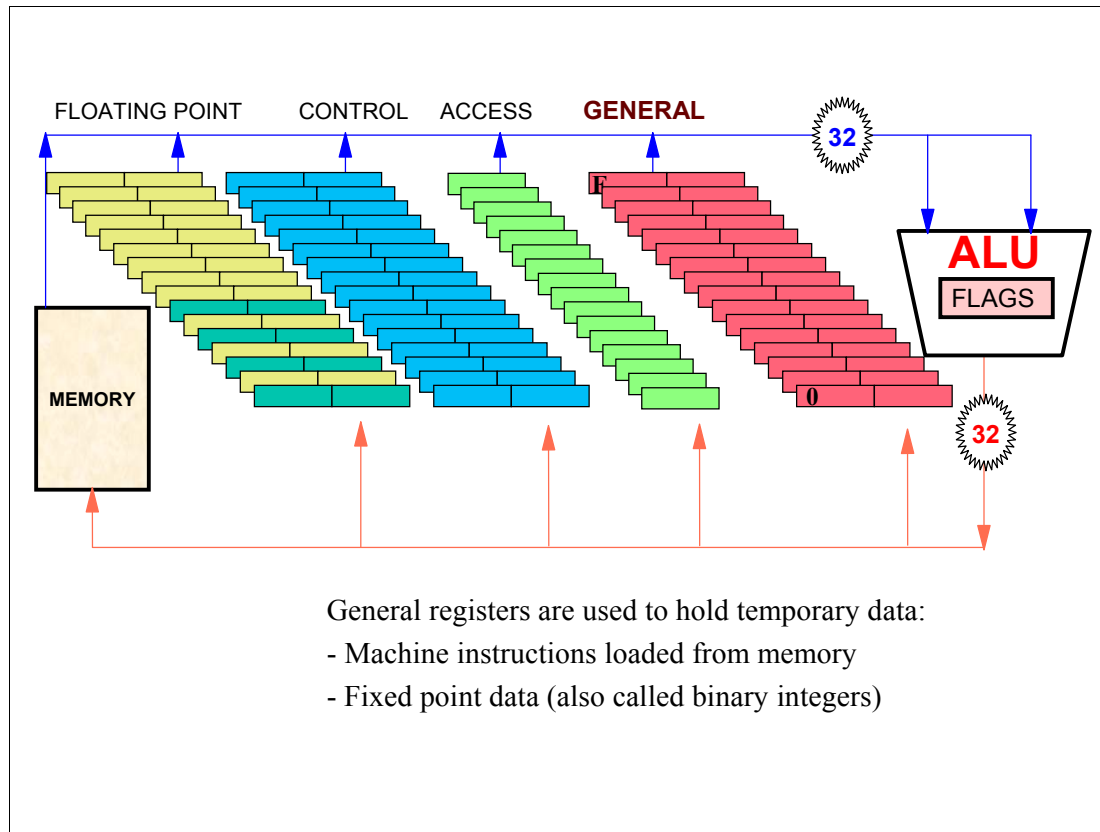 FLOATING POINT CONTROL ACCESS GENERAL
32
F
ALU
FLAGS
MEMORY
0
32
General registers are used to hold temporary data:
- Machine instructions loaded from memory
- Fixed point data (also called binary integers)